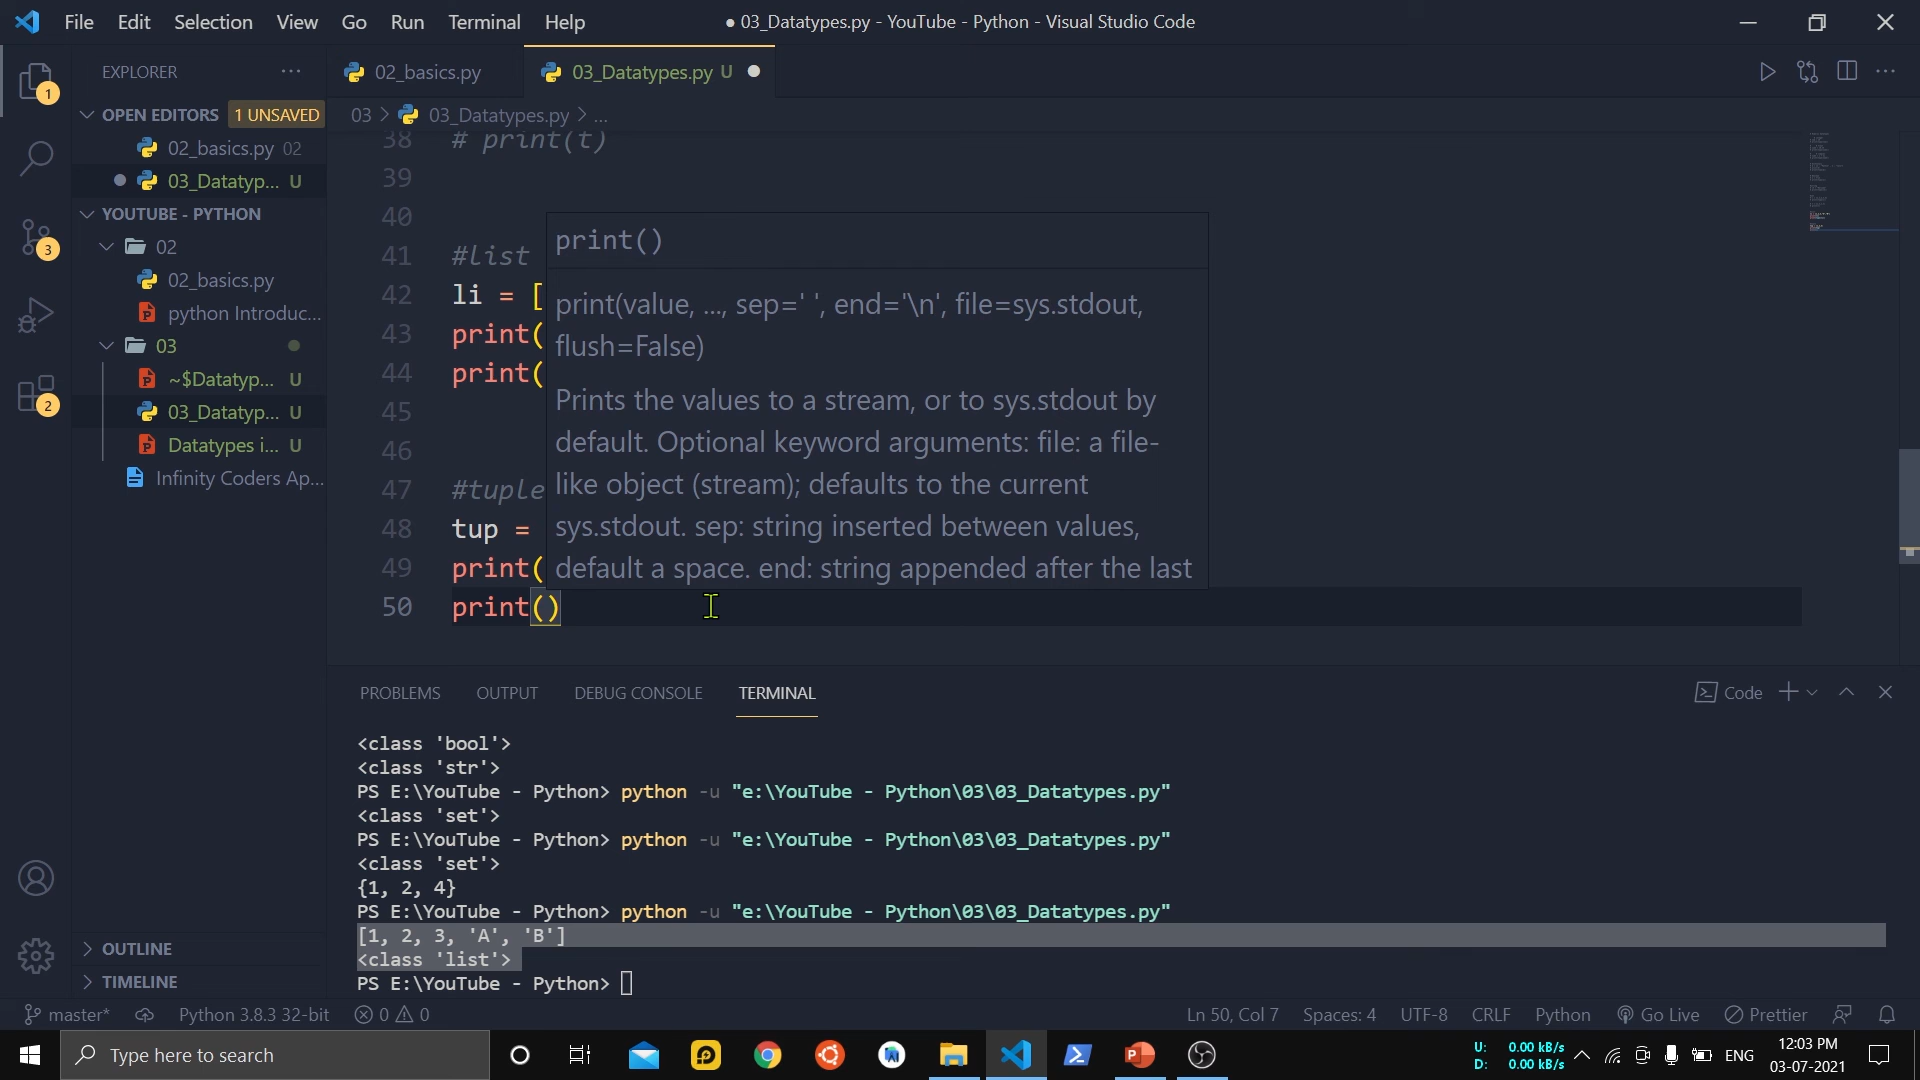 File Edit Selection View Go Run Terminal Help
● 03_Datatypes.py - YouTube - Python - Visual Studio Code
EXPLORER
02_basics.py
03_Datatypes.py U
OPEN EDITORS 1 UNSAVED
03 > 03_Datatypes.py > ...
02_basics.py 02
03_Datatyp... U
YOUTUBE - PYTHON
02
02_basics.py
python Introduc...
03
~$Datatyp... U
03_Datatyp... U
Datatypes i... U
Infinity Coders Ap...
OUTLINE
TIMELINE
1
3
2
38 # print(t)
39
40
41 #list
42 li = [
43 print(
44 print(
45
46
47 #tuple
48 tup =
49 print(
50 print()
print()
print(value, ..., sep=' ', end='\n', file=sys.stdout,
flush=False)
Prints the values to a stream, or to sys.stdout by
default. Optional keyword arguments: file: a file-
like object (stream); defaults to the current
sys.stdout. sep: string inserted between values,
default a space. end: string appended after the last
PROBLEMS OUTPUT DEBUG CONSOLE TERMINAL
Code
<class 'bool'>
<class 'str'>
PS E:\YouTube - Python> python -u "e:\YouTube - Python\03\03_Datatypes.py"
<class 'set'>
PS E:\YouTube - Python> python -u "e:\YouTube - Python\03\03_Datatypes.py"
<class 'set'>
{1, 2, 4}
PS E:\YouTube - Python> python -u "e:\YouTube - Python\03\03_Datatypes.py"
[1, 2, 3, 'A', 'B']
<class 'list'>
PS E:\YouTube - Python>
master* Python 3.8.3 32-bit 0 0 Ln 50, Col 7 Spaces: 4 UTF-8 CRLF Python Go Live Prettier
Type here to search
U: 0.00 kB/s
D: 0.00 kB/s
ENG
12:03 PM
03-07-2021